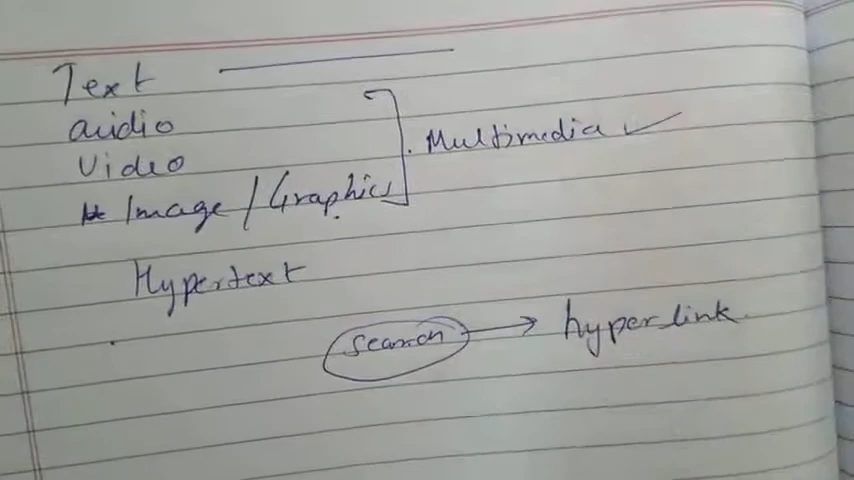 Text
audio
Video
Image / Graphics
Multimedia
Hypertext
search → hyperlink